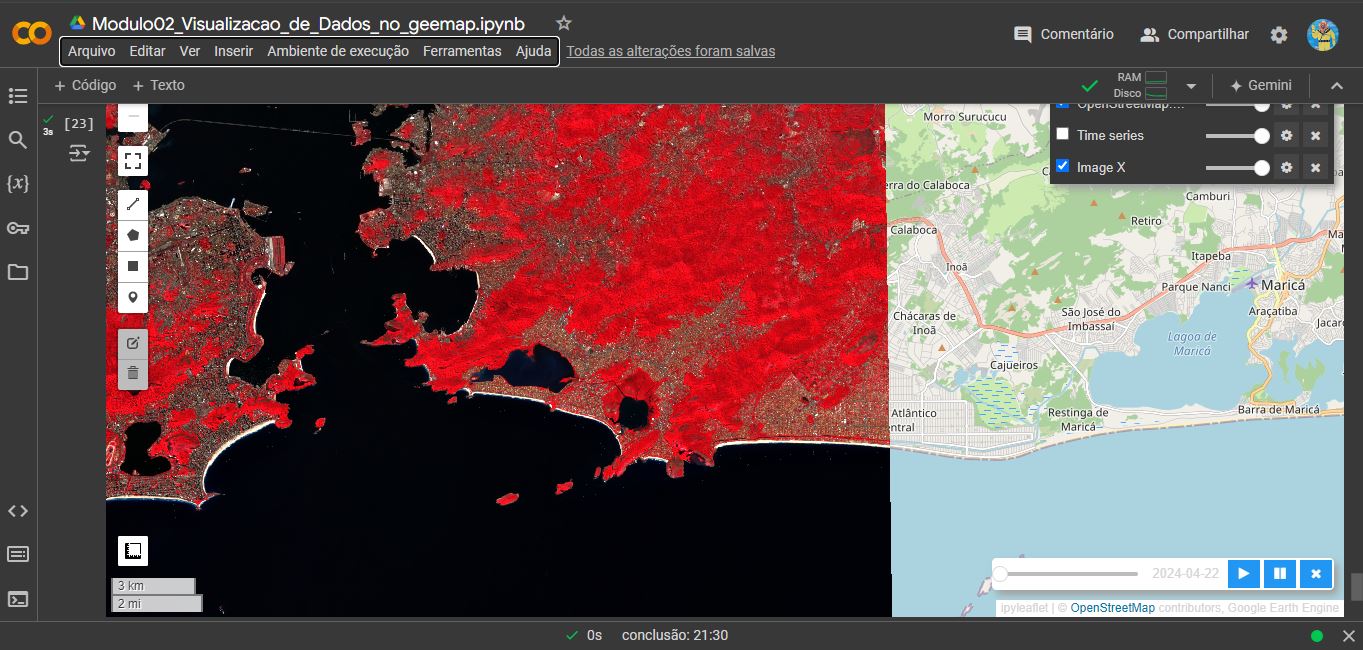 Modulo02_Visualizacao_de_Dados_no_geemap.ipynb
Arquivo Editar Ver Inserir Ambiente de execução Ferramentas Ajuda Todas as alterações foram salvas
Comentário
Compartilhar
+ Código + Texto
RAM
Disco
Gemini
3s
[23]
OpenStreetMap....
Time series
Image X
Morro Surucucu
erra do Calaboca
Camburi
Retiro
Calaboca
Itapeba
Inoã
Parque Nanci
Maricá
Chácaras de
Inoã
São José do
Imbassaí
Araçatiba
Jacar
Lagoa de
Maricá
Cajueiros
Atlântico
entral
Restinga de
Maricá
Barra de Maricá
3 km
2 mi
2024-04-22
ipyleaflet | © OpenStreetMap contributors, Google Earth Engine
0s conclusão: 21:30